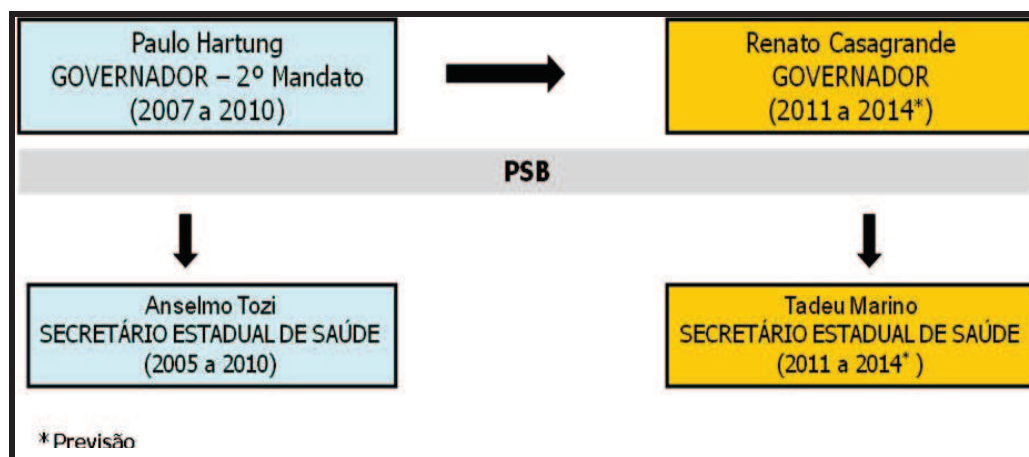 Paulo Hartung
GOVERNADOR – 2º Mandato
(2007 a 2010)
Renato Casagrande
GOVERNADOR
(2011 a 2014*)
PSB
Anselmo Tozi
SECRETÁRIO ESTADUAL DE SAÚDE
(2005 a 2010)
Tadeu Marino
SECRETÁRIO ESTADUAL DE SAÚDE
(2011 a 2014* )
* Previsão